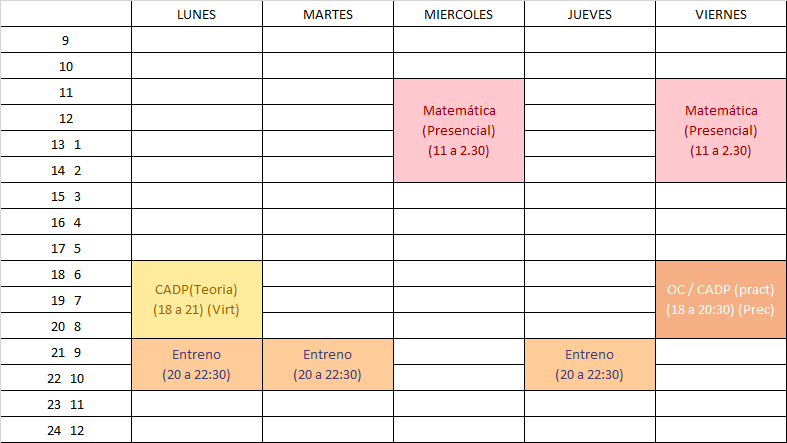 LUNES MARTES MIERCOLES JUEVES VIERNES
9
10
11
12
13 1
14 2
15 3
16 4
17 5
18 6
19 7
20 8
21 9
22 10
23 11
24 12
Matemática
(Presencial)
(11 a 2.30)
Matemática
(Presencial)
(11 a 2.30)
CADP(Teoria)
(18 a 21) (Virt)
OC / CADP (pract)
(18 a 20:30) (Prec)
Entreno
(20 a 22:30)
Entreno
(20 a 22:30)
Entreno
(20 a 22:30)